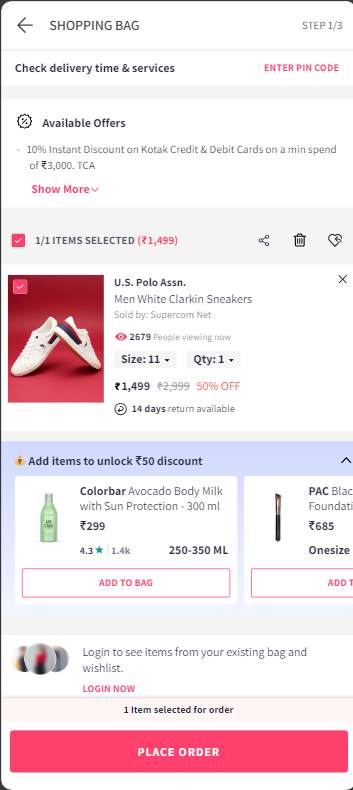 SHOPPING BAG
STEP 1/3
Check delivery time & services
ENTER PIN CODE
Available Offers
10% Instant Discount on Kotak Credit & Debit Cards on a min spend
of ₹3,000. TCA
Show More
1/1 ITEMS SELECTED (₹1,499)
U.S. Polo Assn.
Men White Clarkin Sneakers
Sold by: Supercom Net
2679 People viewing now
Size: 11
Qty: 1
₹1,499 ₹2,999 50% OFF
14 days return available
Add items to unlock ₹50 discount
Colorbar Avocado Body Milk
with Sun Protection - 300 ml
₹299
4.3 ★ | 1.4k
250-350 ML
ADD TO BAG
PAC Blac
Foundati
₹685
Onesize
ADD T
Login to see items from your existing bag and
wishlist.
LOGIN NOW
1 Item selected for order
PLACE ORDER